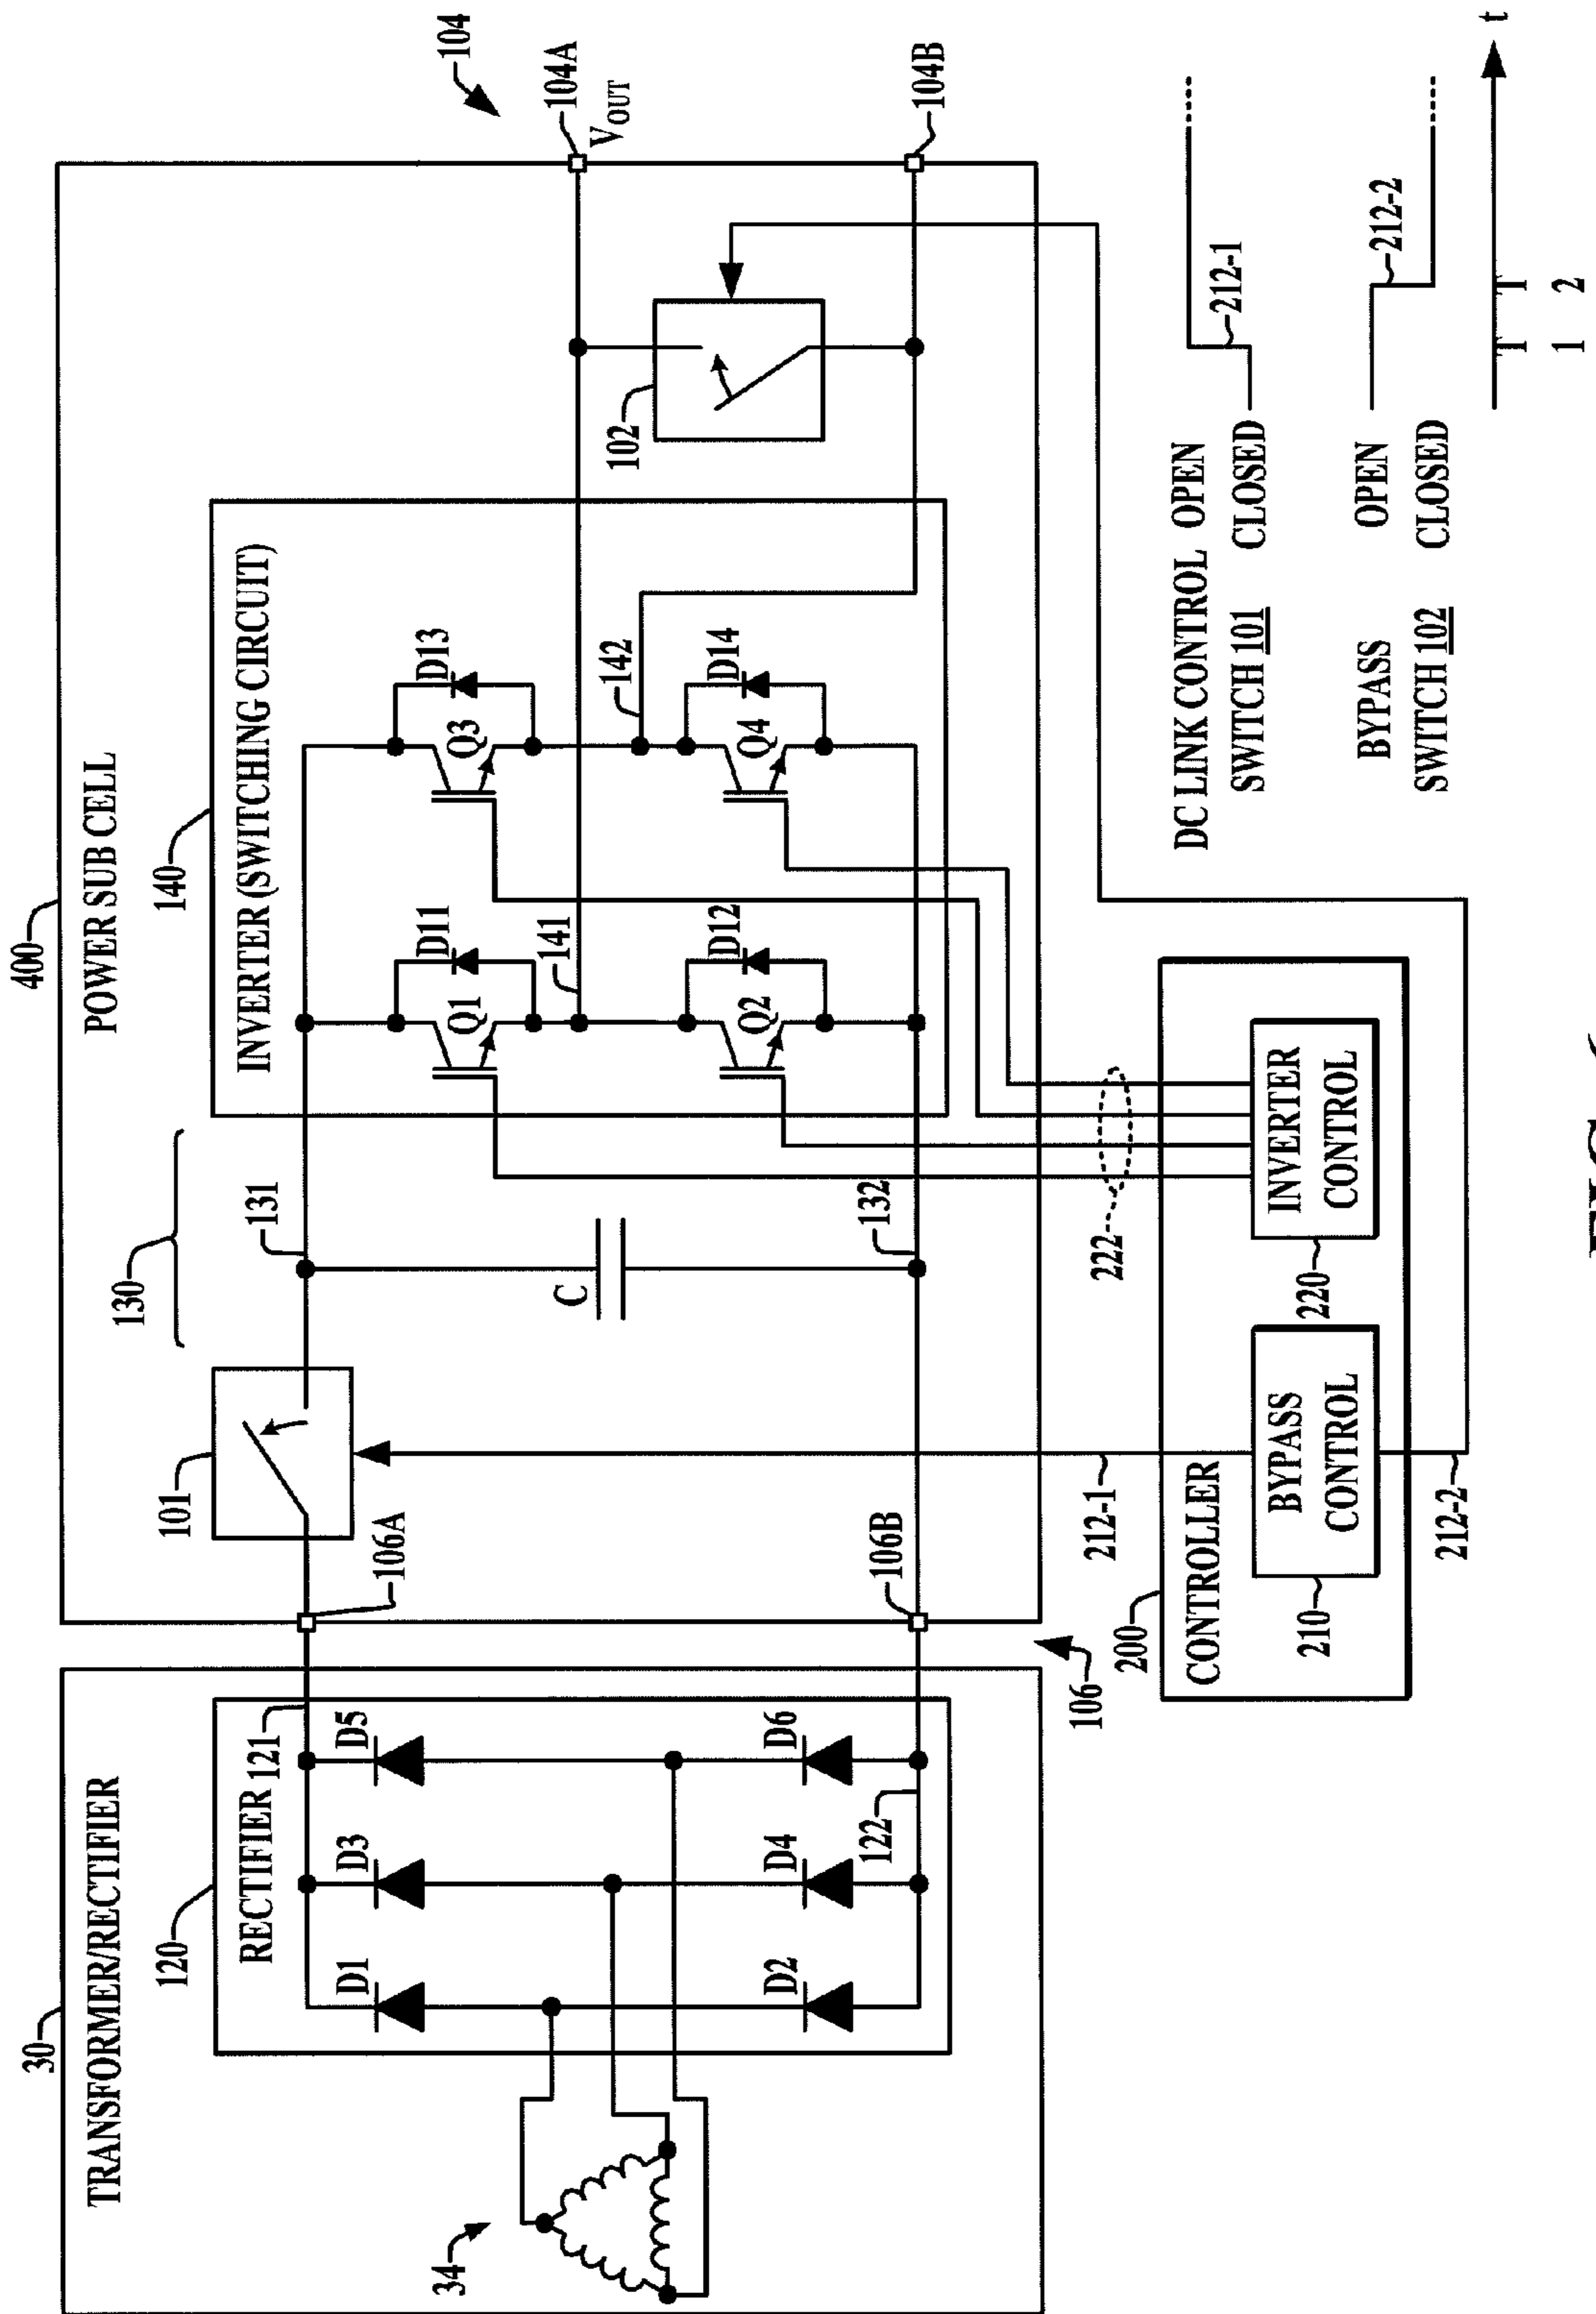 400
POWER SUB CELL
30
TRANSFORMER/RECTIFIER
120
RECTIFIER
121
D1
D3
D5
D2
D4
D6
122
34
106A
106B
106
101
130
131
C
132
140
INVERTER (SWITCHING CIRCUIT)
Q1
D11
Q3
D13
141
142
Q2
D12
Q4
D14
102
104
104A
VOUT
104B
222
200
CONTROLLER
212-1
BYPASS
CONTROL
210
INVERTER
CONTROL
220
212-2
DC LINK CONTROL OPEN
SWITCH 101 CLOSED
212-1
BYPASS OPEN
SWITCH 102 CLOSED
212-2
T T t
1 2